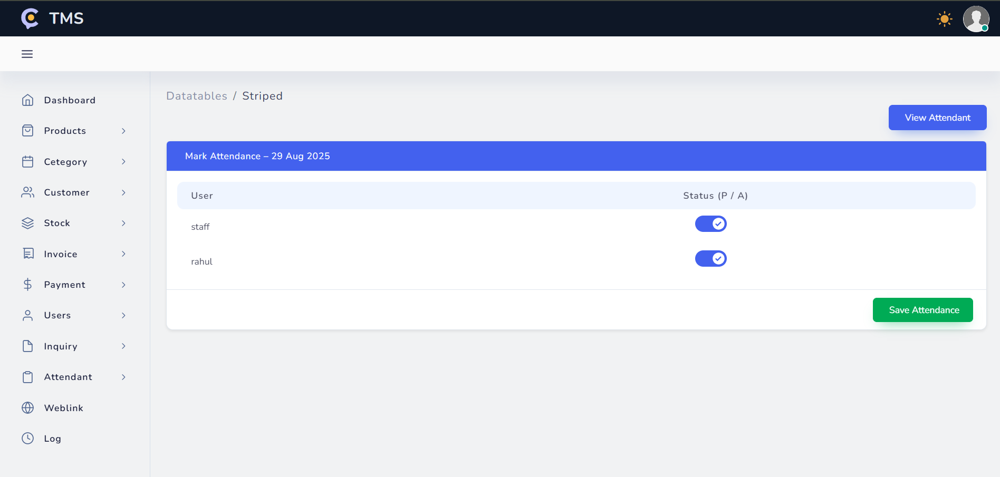 TMS
Dashboard
Products
Cetegory
Customer
Stock
Invoice
Payment
Users
Inquiry
Attendant
Weblink
Log
Datatables / Striped
View Attendant
Mark Attendance – 29 Aug 2025
User Status (P / A)
staff
rahul
Save Attendance